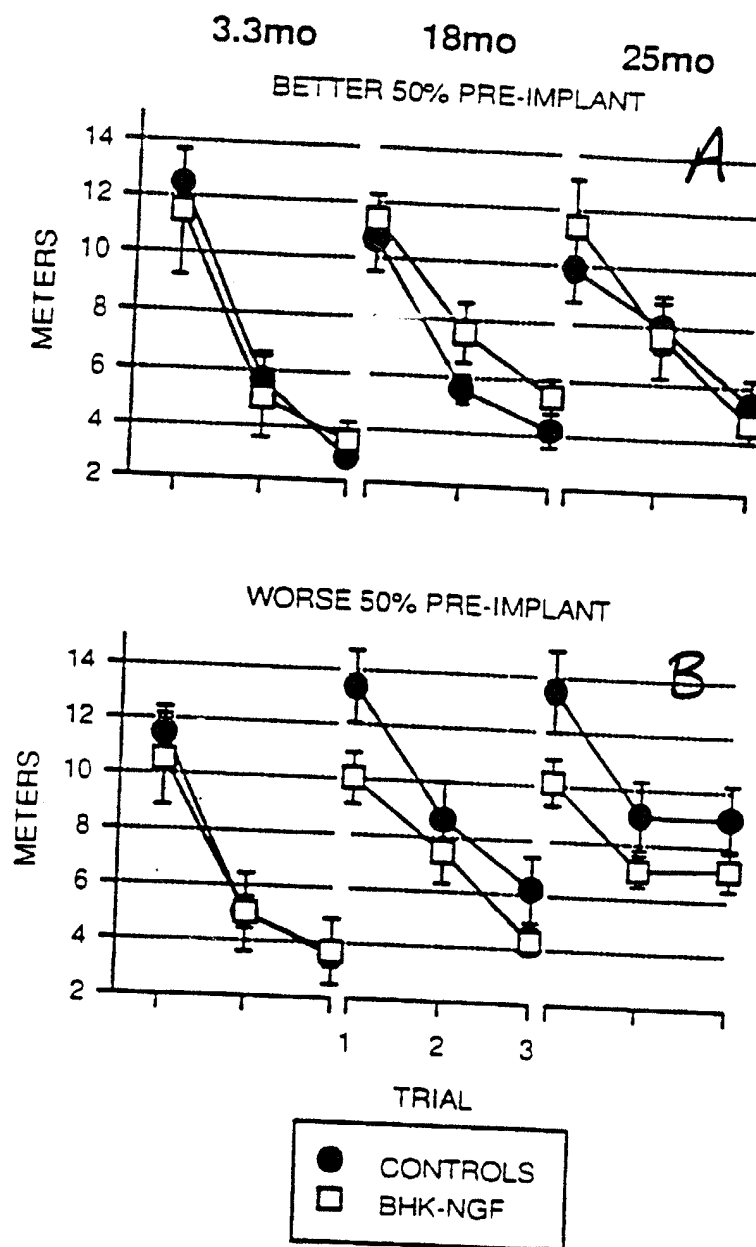 3.3mo 18mo 25mo
BETTER 50% PRE-IMPLANT
A
14
12
10
8
6
4
2
METERS
WORSE 50% PRE-IMPLANT
B
14
12
10
8
6
4
2
METERS
1 2 3
TRIAL
CONTROLS
BHK-NGF